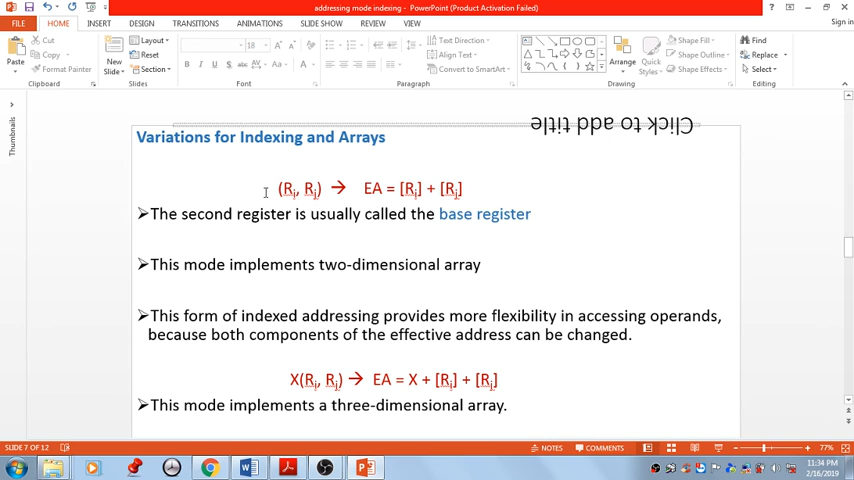 addressing mode indexing - PowerPoint (Product Activation Failed)
Sign in
FILE HOME INSERT DESIGN TRANSITIONS ANIMATIONS SLIDE SHOW REVIEW VIEW
Cut
Copy
Format Painter
Paste
Clipboard
New
Slide
Layout
Reset
Section
Slides
18
B I U S abc AV Aa A
Font
Paragraph
Text Direction
Align Text
Convert to SmartArt
Arrange
Quick
Styles
Shape Fill
Shape Outline
Shape Effects
Drawing
Find
Replace
Select
Editing
Thumbnails
Click to add title
Variations for Indexing and Arrays
(Ri, Rj) → EA = [Ri] + [Rj]
➢The second register is usually called the base register
➢This mode implements two-dimensional array
➢This form of indexed addressing provides more flexibility in accessing operands,
because both components of the effective address can be changed.
X(Ri, Rj) → EA = X + [Ri] + [Rj]
➢This mode implements a three-dimensional array.
SLIDE 7 OF 12
NOTES
COMMENTS
77%
11:34 PM
2/16/2019